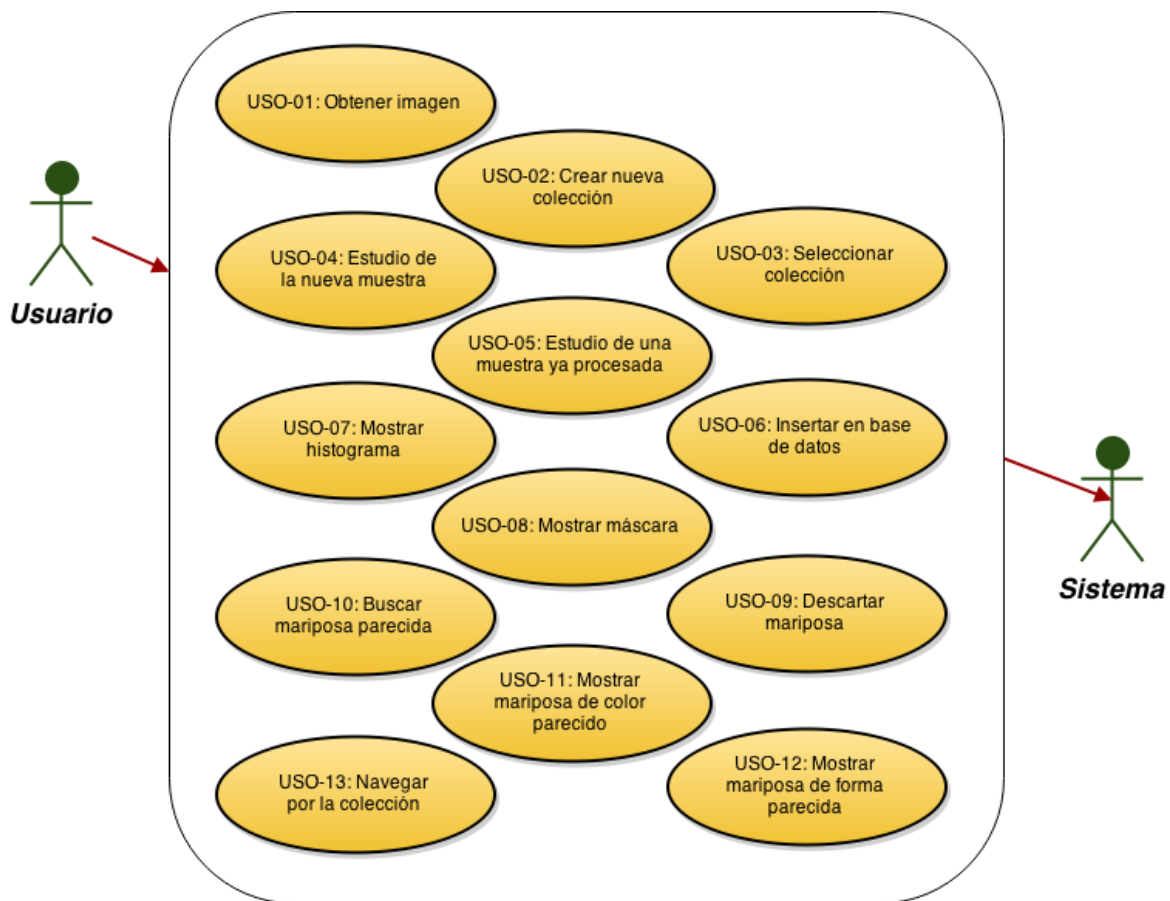 USO-01: Obtener imagen
USO-02: Crear nueva
colección
USO-03: Seleccionar
colección
USO-04: Estudio de
la nueva muestra
Usuario
USO-05: Estudio de una
muestra ya procesada
USO-06: Insertar en base
de datos
USO-07: Mostrar
histograma
USO-08: Mostrar máscara
Sistema
USO-09: Descartar
mariposa
USO-10: Buscar
mariposa parecida
USO-11: Mostrar
mariposa de color
parecido
USO-12: Mostrar
mariposa de forma
parecida
USO-13: Navegar
por la colección